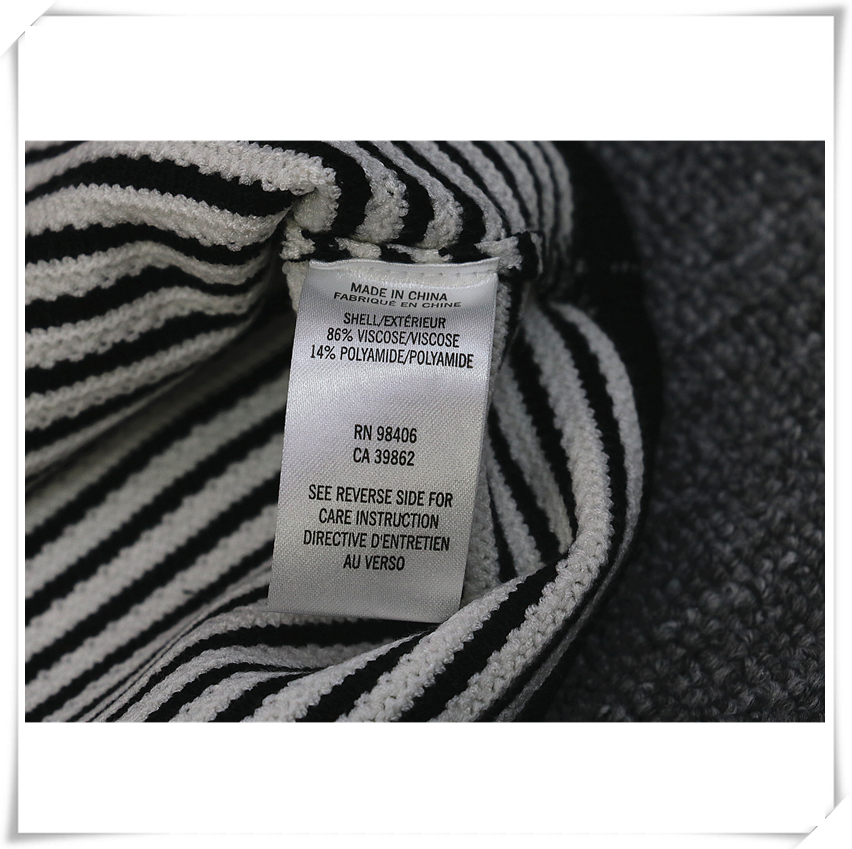 MADE IN CHINA
FABRIQUÉ EN CHINE
SHELL/EXTÉRIEUR
86% VISCOSE/VISCOSE
14% POLYAMIDE/POLYAMIDE
RN 98406
CA 39862
SEE REVERSE SIDE FOR
CARE INSTRUCTION
DIRECTIVE D'ENTRETIEN
AU VERSO